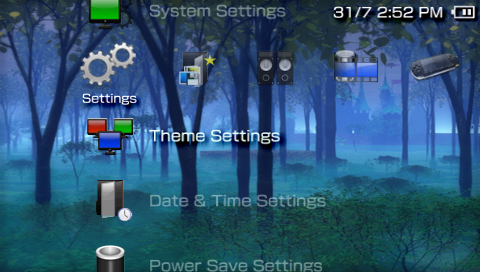 System Settings
31/7 2:52 PM
Settings
Theme Settings
Date & Time Settings
Power Save Settings